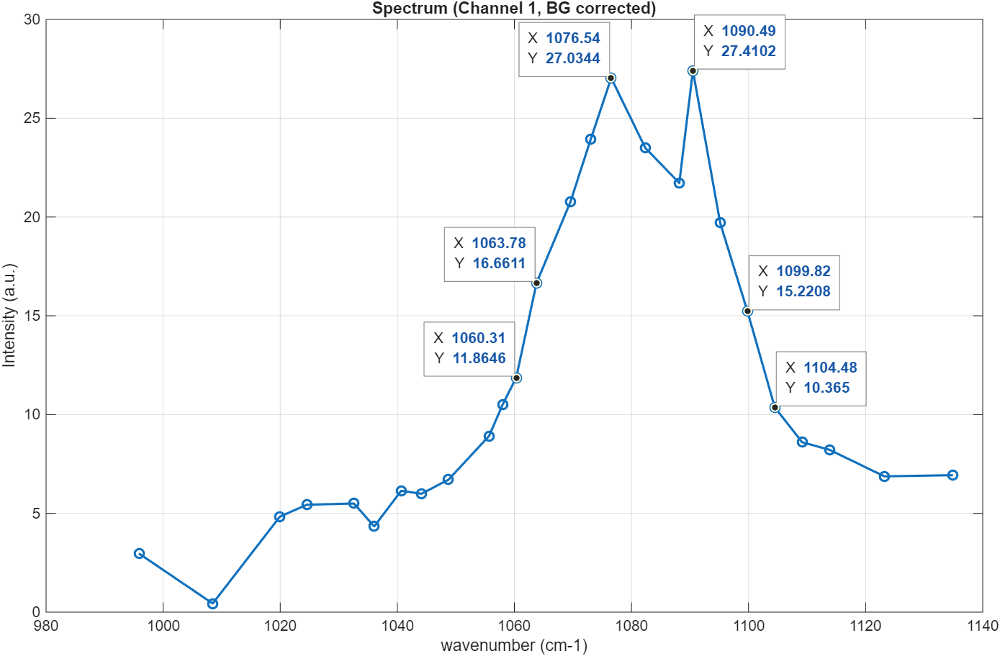 Spectrum (Channel 1, BG corrected)
30
25
20
15
10
5
0
Intensity (a.u.)
X 1076.54
Y 27.0344
X 1090.49
Y 27.4102
X 1063.78
Y 16.6611
X 1099.82
Y 15.2208
X 1060.31
Y 11.8646
X 1104.48
Y 10.365
980 1000 1020 1040 1060 1080 1100 1120 1140
wavenumber (cm-1)